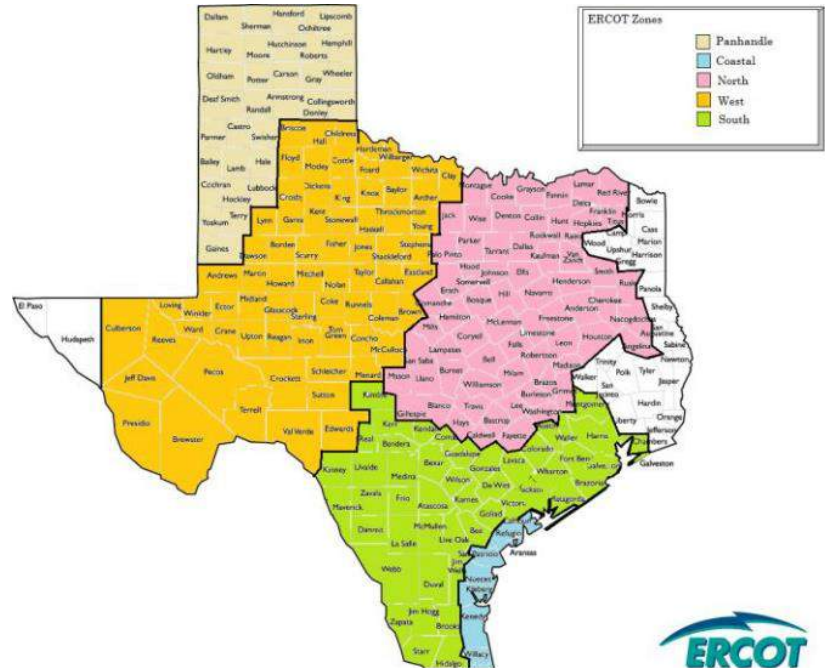 ERCOT Zones
Panhandle
Coastal
North
West
South
Dallam
Hansford
Lipscomb
Sherman
Ochiltree
Hartley
Moore
Hutchinson
Hemphill
Roberts
Oldham
Potter
Carson
Gray
Wheeler
Deaf Smith
Armstrong
Collingsworth
Randall
Donley
Parmer
Castro
Swisher
Briscoe
Hall
Childress
Bailey
Lamb
Hale
Floyd
Motley
Cottle
Hardeman
Foard
Wilbarger
Wichita
Clay
Cochran
Hockley
Lubbock
Crosby
Dickens
King
Knox
Baylor
Archer
Montague
Cooke
Grayson
Fannin
Lamar
Red River
Bowie
Yoakum
Terry
Lynn
Garza
Kent
Stonewall
Haskell
Throckmorton
Young
Jack
Wise
Denton
Collin
Hunt
Delta
Hopkins
Franklin
Titus
Morris
Cass
Camp
Marion
Gaines
Dawson
Borden
Scurry
Fisher
Jones
Shackelford
Stephens
Palo Pinto
Parker
Tarrant
Dallas
Rockwall
Rains
Wood
Upshur
Harrison
Gregg
Kaufman
Van
Zandt
Smith
Rusk
Panola
Andrews
Martin
Howard
Mitchell
Nolan
Taylor
Callahan
Eastland
Hood
Johnson
Ellis
Somervell
Erath
Bosque
Hill
Navarro
Henderson
Anderson
Cherokee
Shelby
Nacogdoches
San
Augustine
Sabine
El Paso
Hudspeth
Culberson
Loving
Winkler
Ector
Midland
Glasscock
Sterling
Coke
Runnels
Coleman
Brown
Comanche
Hamilton
Mills
Coryell
McLennan
Limestone
Freestone
Leon
Houston
Angelina
Newton
Reeves
Ward
Crane
Upton
Reagan
Irion
Tom
Green
Concho
McCulloch
San Saba
Lampasas
Bell
Falls
Robertson
Madison
Walker
Trinity
Polk
Tyler
Jasper
San
Jacinto
Jeff Davis
Pecos
Crockett
Schleicher
Menard
Mason
Llano
Burnet
Williamson
Milam
Brazos
Burleson
Grimes
Hardin
Orange
Jefferson
Liberty
Montgomery
Presidio
Brewster
Terrell
Sutton
Kimble
Gillespie
Blanco
Travis
Lee
Washington
Hays
Bastrop
Caldwell
Fayette
Val Verde
Edwards
Real
Kerr
Kendall
Bandera
Waller
Harris
Chambers
Galveston
Colorado
Fort Ben
Kinney
Uvalde
Medina
Bexar
Guadalupe
Gonzales
Lavaca
Wharton
Brazoria
Matagorda
Maverick
Zavala
Frio
Atascosa
Wilson
Karnes
De Wit
Jackson
Victoria
Goliad
Dimmit
La Salle
McMullen
Live Oak
Bee
Refugio
Aransas
Webb
Duval
Jim
Nueces
Kleberg
Kenedy
Jim Hogg
Brooks
Zapata
Starr
Hidalgo
Willacy
ERCOT